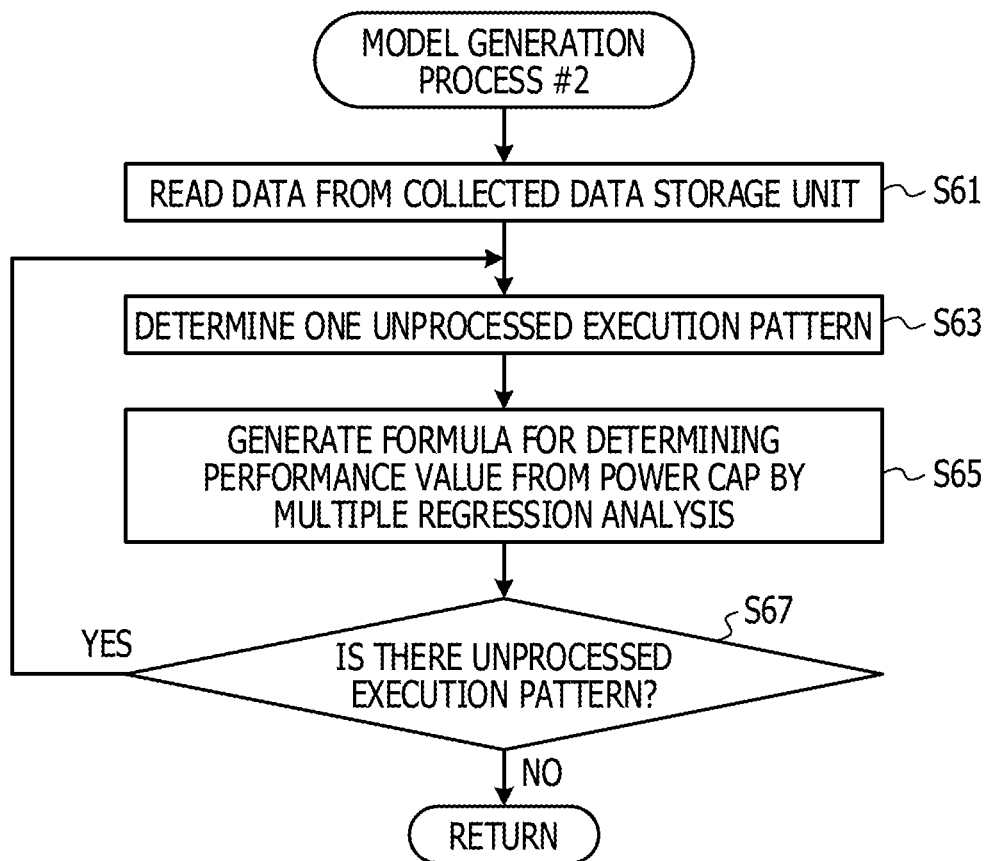 MODEL GENERATION
PROCESS #2
READ DATA FROM COLLECTED DATA STORAGE UNIT
S61
DETERMINE ONE UNPROCESSED EXECUTION PATTERN
S63
GENERATE FORMULA FOR DETERMINING
PERFORMANCE VALUE FROM POWER CAP BY
MULTIPLE REGRESSION ANALYSIS
S65
S67
YES
IS THERE UNPROCESSED
EXECUTION PATTERN?
NO
RETURN